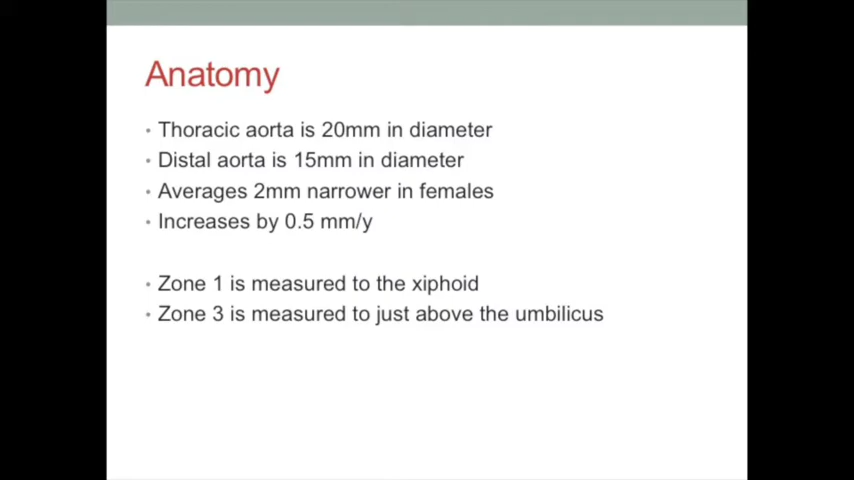 Anatomy
• Thoracic aorta is 20mm in diameter
• Distal aorta is 15mm in diameter
• Averages 2mm narrower in females
• Increases by 0.5 mm/y
• Zone 1 is measured to the xiphoid
• Zone 3 is measured to just above the umbilicus